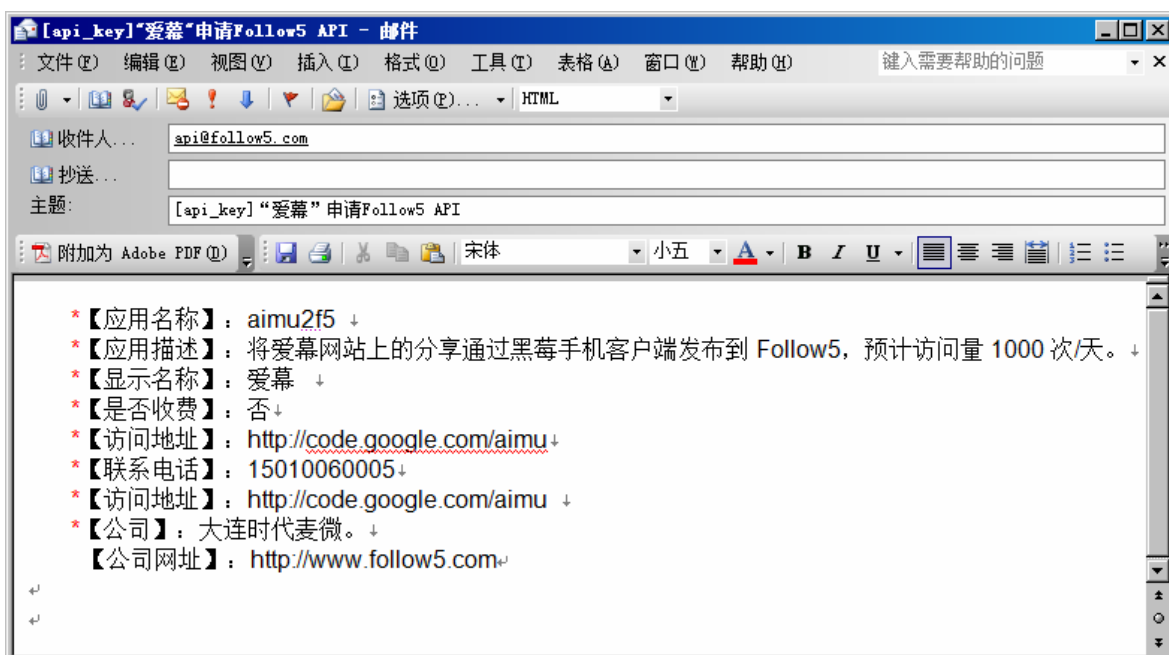 [api_key]“爱幕“申请Follow5 API - 邮件
文件(F) 编辑(E) 视图(V) 插入(I) 格式(O) 工具(T) 表格(A) 窗口(W) 帮助(H) 键入需要帮助的问题
选项(P)... HTML
收件人... api@follow5.com
抄送...
主题: [api_key]“爱幕”申请Follow5 API
附加为 Adobe PDF(D) 宋体 小五 A B I U
*【应用名称】：aimu2f5
*【应用描述】：将爱幕网站上的分享通过黑莓手机客户端发布到 Follow5，预计访问量 1000 次/天。
*【显示名称】：爱幕
*【是否收费】：否
*【访问地址】：http://code.google.com/aimu
*【联系电话】：15010060005
*【访问地址】：http://code.google.com/aimu
*【公司】：大连时代麦微。
【公司网址】：http://www.follow5.com